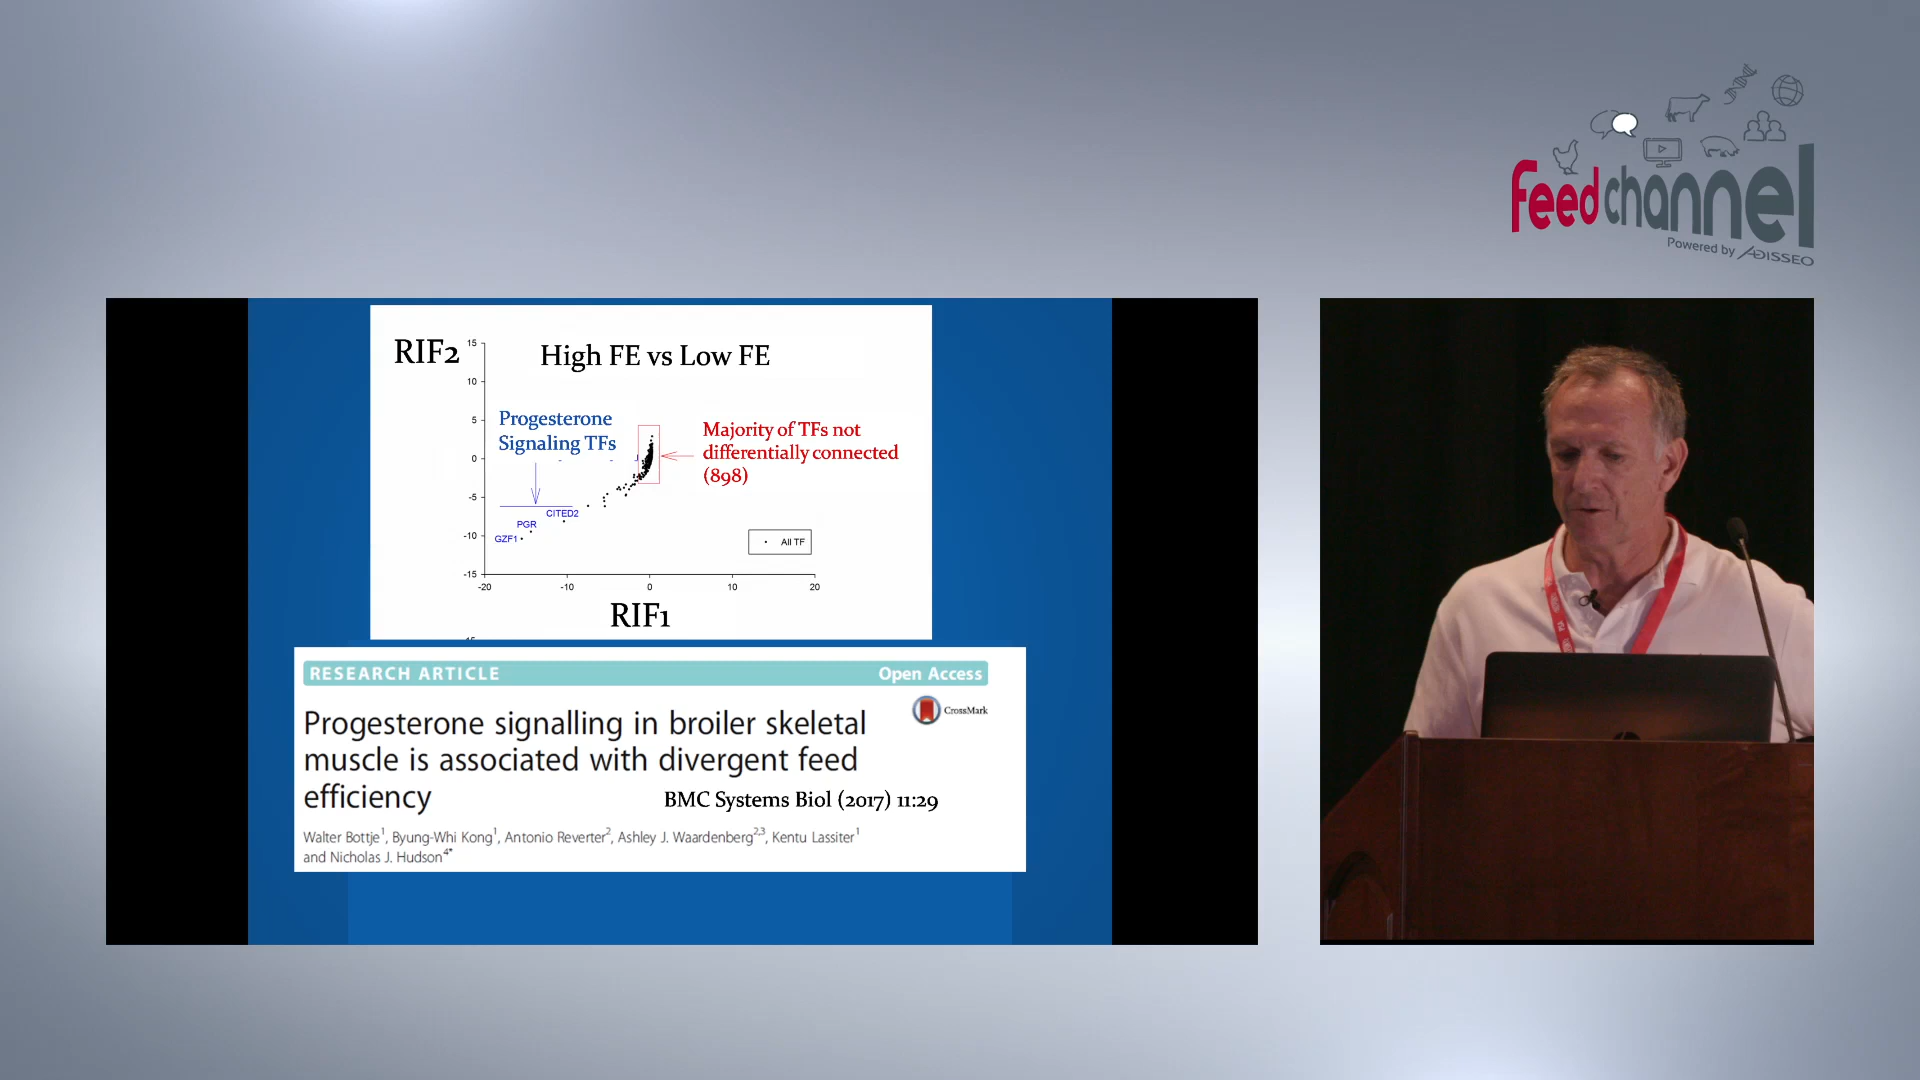 feedchannel
Powered by ADISSEO
RIF2
High FE vs Low FE
15
10
5
0
-5
-10
-15
Progesterone
Signaling TFs
Majority of TFs not
differentially connected
(898)
CITED2
PGR
GZF1
All TF
-20 -10 0 10 20
RIF1
RESEARCH ARTICLE Open Access
CrossMark
Progesterone signalling in broiler skeletal
muscle is associated with divergent feed
efficiency
BMC Systems Biol (2017) 11:29
Walter Bottje1, Byung-Whi Kong1, Antonio Reverter2, Ashley J. Waardenberg2,3, Kentu Lassiter1
and Nicholas J. Hudson4*